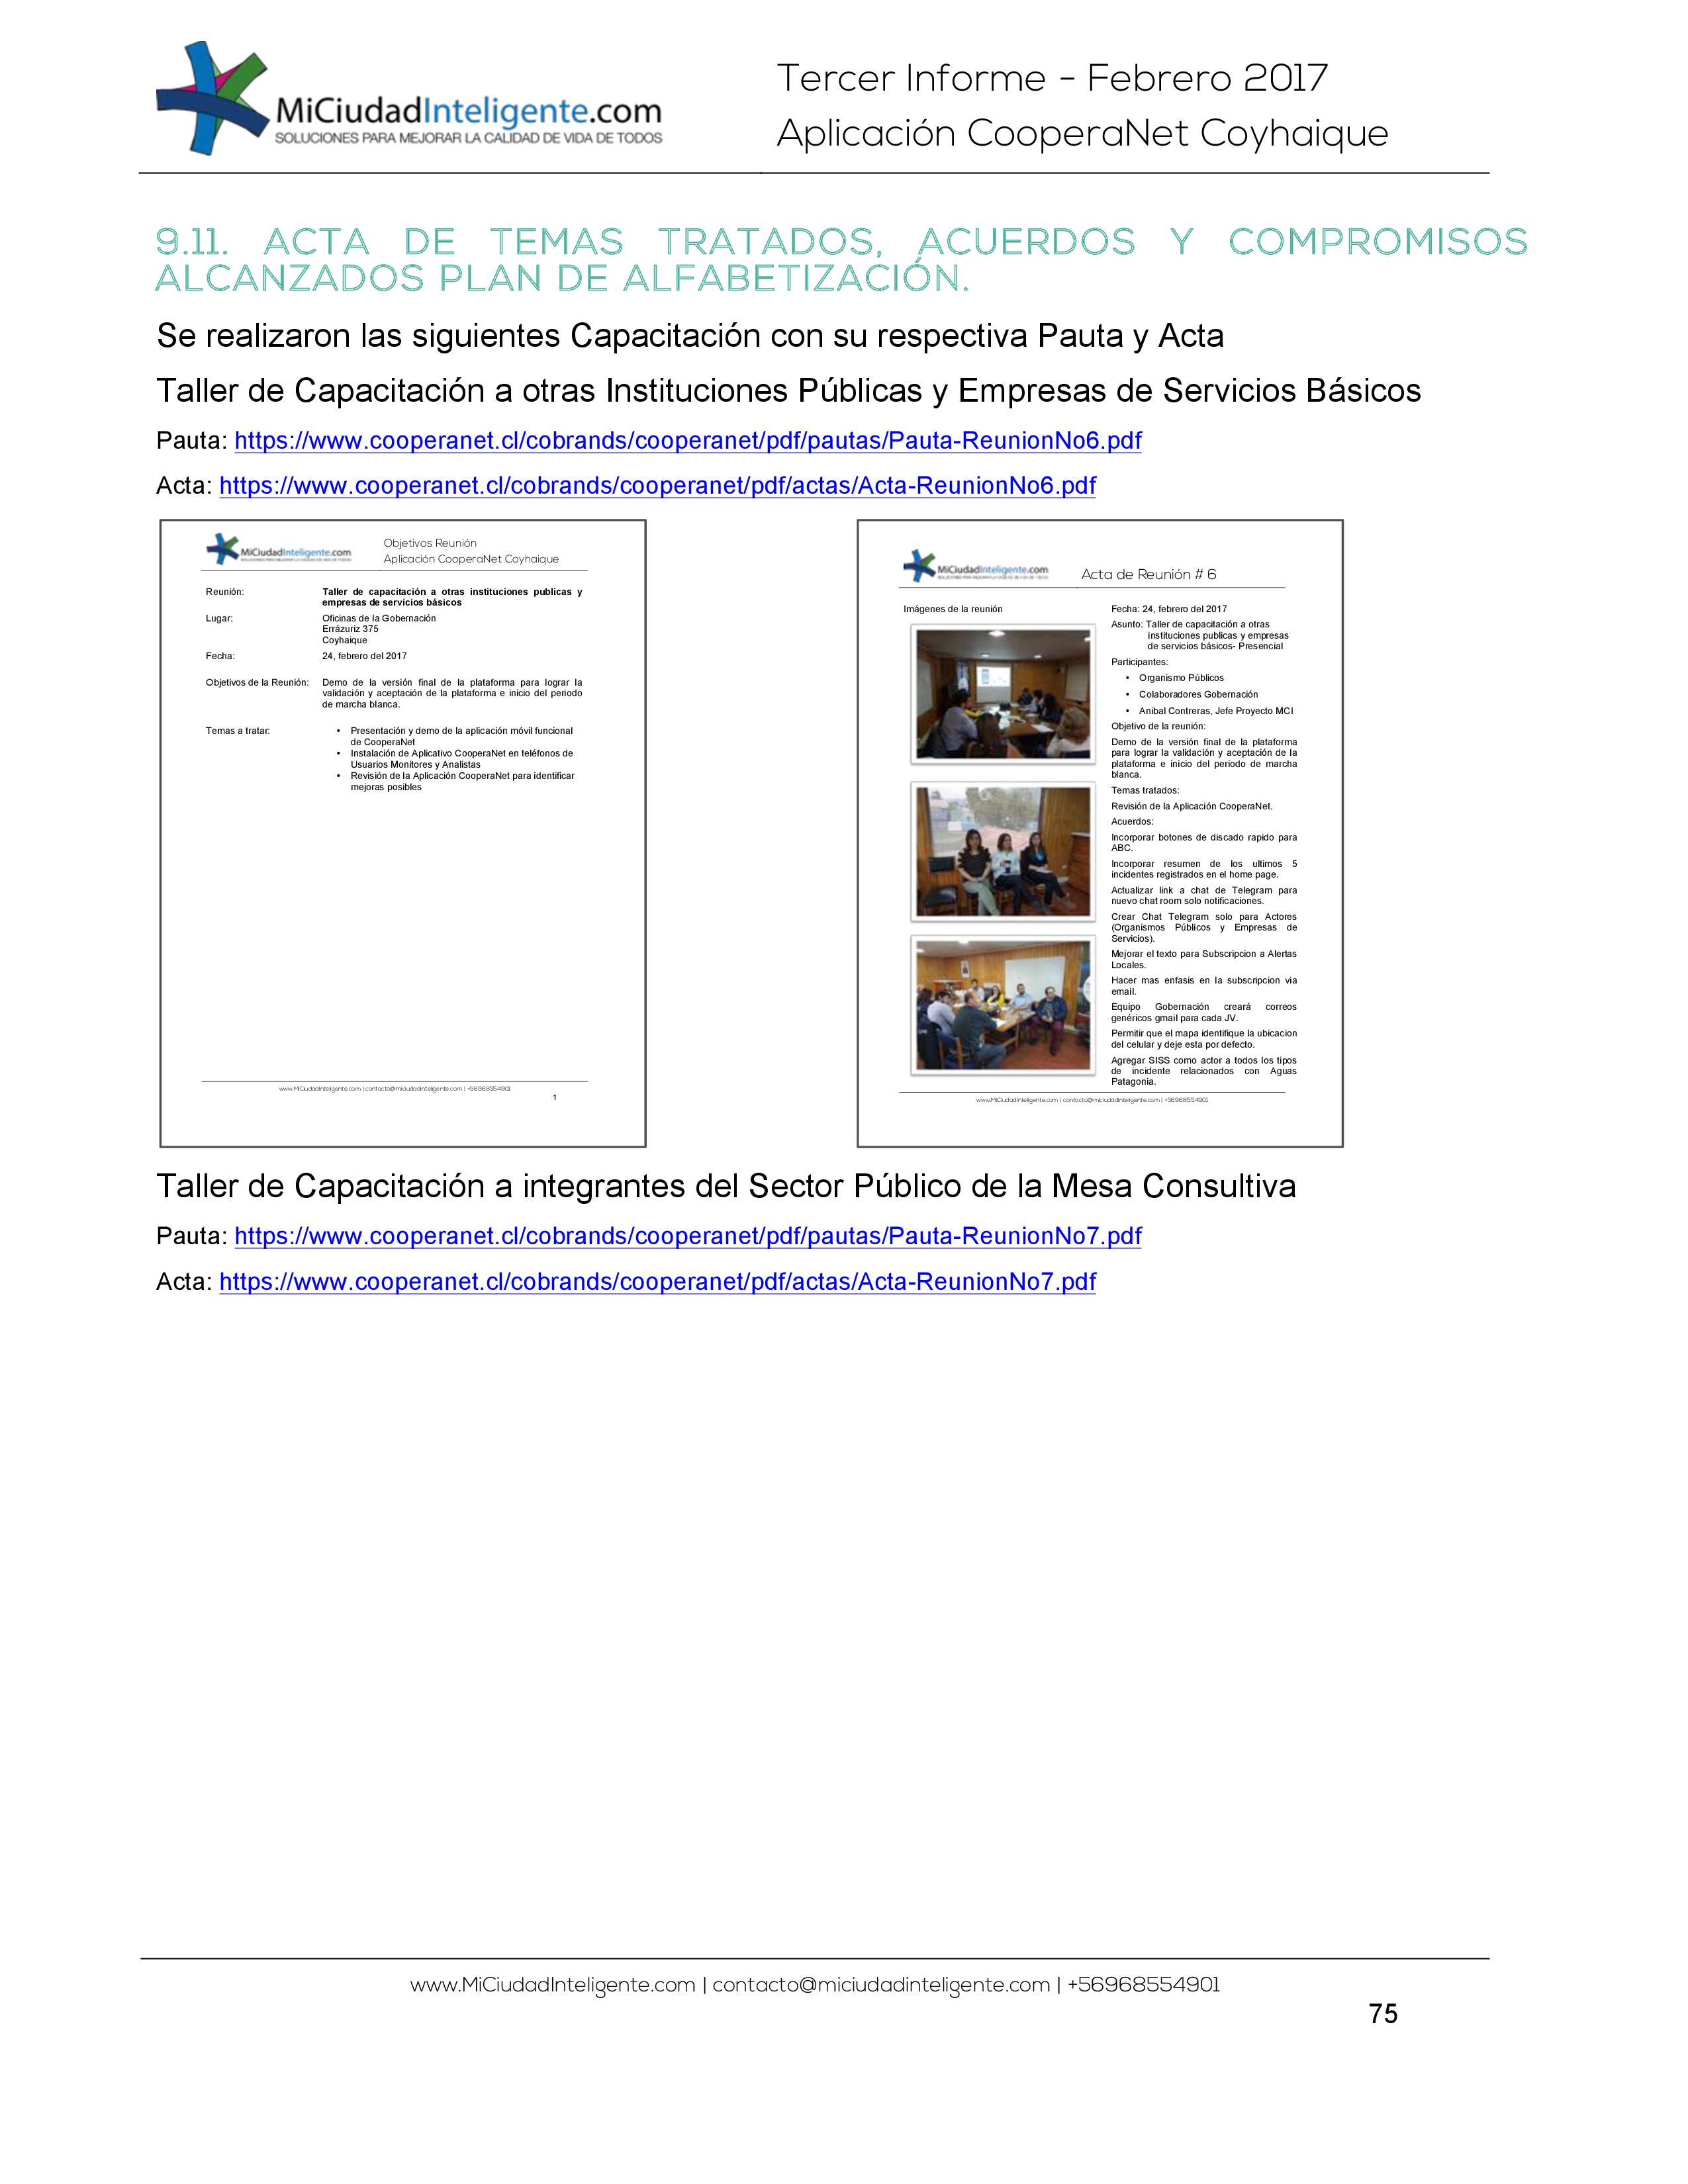 MiCiudadInteligente.com
SOLUCIONES PARA MEJORAR LA CALIDAD DE VIDA DE TODOS
Tercer Informe - Febrero 2017
Aplicación CooperaNet Coyhaique
9.11. ACTA DE TEMAS TRATADOS, ACUERDOS Y COMPROMISOS
ALCANZADOS PLAN DE ALFABETIZACIÓN.
Se realizaron las siguientes Capacitación con su respectiva Pauta y Acta
Taller de Capacitación a otras Instituciones Públicas y Empresas de Servicios Básicos
Pauta: https://www.cooperanet.cl/cobrands/cooperanet/pdf/pautas/Pauta-ReunionNo6.pdf
Acta: https://www.cooperanet.cl/cobrands/cooperanet/pdf/actas/Acta-ReunionNo6.pdf
MiCiudadInteligente.com
SOLUCIONES PARA MEJORAR LA CALIDAD DE VIDA DE TODOS
Objetivos Reunión
Aplicación CooperaNet Coyhaique
Reunión: Taller de capacitación a otras instituciones publicas y
empresas de servicios básicos
Lugar: Oficinas de la Gobernación
Errázuriz 375
Coyhaique
Fecha: 24, febrero del 2017
Objetivos de la Reunión: Demo de la versión final de la plataforma para lograr la
validación y aceptación de la plataforma e inicio del periodo
de marcha blanca.
Temas a tratar: • Presentación y demo de la aplicación móvil funcional
de CooperaNet
• Instalación de Aplicativo CooperaNet en teléfonos de
Usuarios Monitores y Analistas
• Revisión de la Aplicación CooperaNet para identificar
mejoras posibles
www.MiCiudadInteligente.com | contacto@miciudadinteligente.com | +56968554901
1
MiCiudadInteligente.com
SOLUCIONES PARA MEJORAR LA CALIDAD DE VIDA DE TODOS
Acta de Reunión # 6
Imágenes de la reunión
Fecha: 24, febrero del 2017
Asunto: Taller de capacitación a otras
instituciones publicas y empresas
de servicios básicos- Presencial
Participantes:
• Organismo Públicos
• Colaboradores Gobernación
• Anibal Contreras, Jefe Proyecto MCI
Objetivo de la reunión:
Demo de la versión final de la plataforma
para lograr la validación y aceptación de la
plataforma e inicio del periodo de marcha
blanca.
Temas tratados:
Revisión de la Aplicación CooperaNet.
Acuerdos:
Incorporar botones de discado rapido para
ABC.
Incorporar resumen de los ultimos 5
incidentes registrados en el home page.
Actualizar link a chat de Telegram para
nuevo chat room solo notificaciones.
Crear Chat Telegram solo para Actores
(Organismos Públicos y Empresas de
Servicios).
Mejorar el texto para Subscripcion a Alertas
Locales.
Hacer mas enfasis en la subscripcion via
email.
Equipo Gobernación creará correos
genéricos gmail para cada JV.
Permitir que el mapa identifique la ubicacion
del celular y deje esta por defecto.
Agregar SISS como actor a todos los tipos
de incidente relacionados con Aguas
Patagonia.
www.MiCiudadInteligente.com | contacto@miciudadinteligente.com | +56968554901
Taller de Capacitación a integrantes del Sector Público de la Mesa Consultiva
Pauta: https://www.cooperanet.cl/cobrands/cooperanet/pdf/pautas/Pauta-ReunionNo7.pdf
Acta: https://www.cooperanet.cl/cobrands/cooperanet/pdf/actas/Acta-ReunionNo7.pdf
www.MiCiudadInteligente.com | contacto@miciudadinteligente.com | +56968554901
75